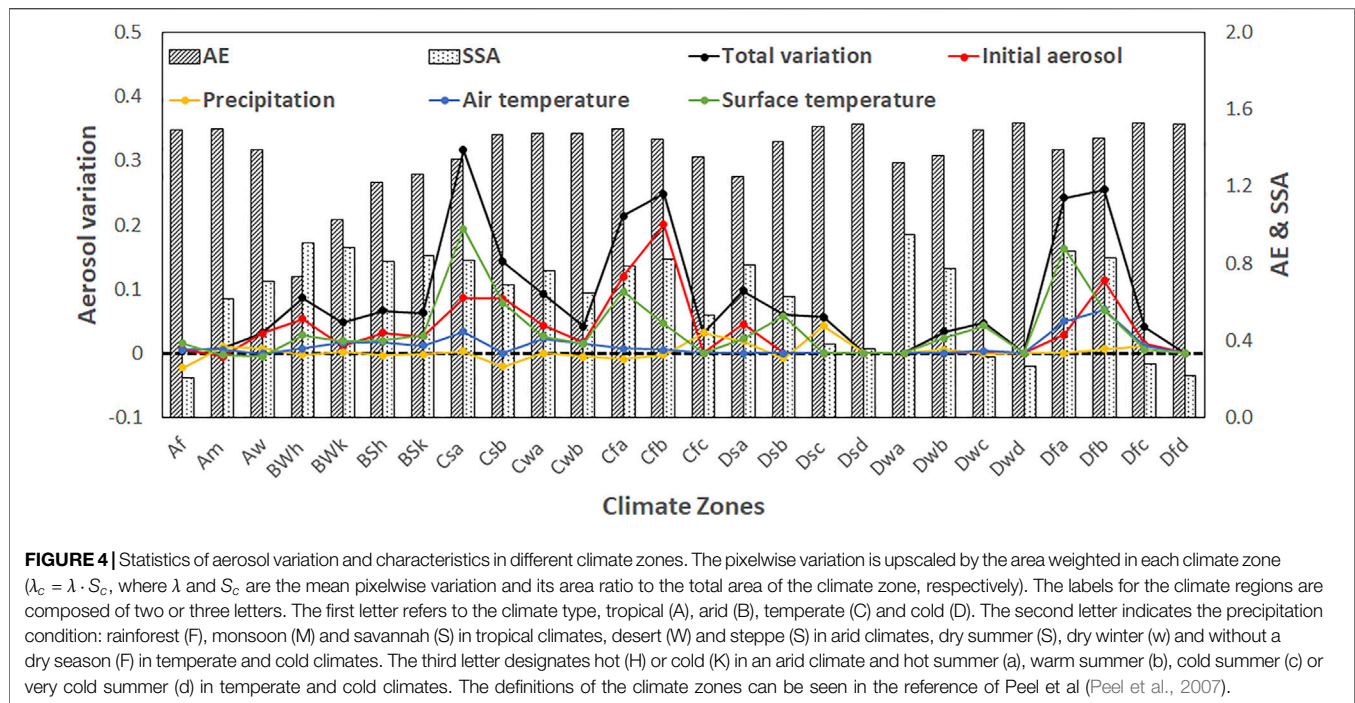 0.5
0.4
0.3
0.2
0.1
0
-0.1
Aerosol variation
AE
SSA
Total variation
Initial aerosol
Precipitation
Air temperature
Surface temperature
2.0
1.6
1.2
0.8
0.4
0.0
AE & SSA
Af Am Aw BWh BWk BSh BSk Csa Csb Cwa Cwb Cfa Cfb Cfc Dsa Dsb Dsc Dsd Dwa Dwb Dwc Dwd Dfa Dfb Dfc Dfd
Climate Zones
FIGURE 4 | Statistics of aerosol variation and characteristics in different climate zones. The pixelwise variation is upscaled by the area weighted in each climate zone
(λc = λ · Sc, where λ and Sc are the mean pixelwise variation and its area ratio to the total area of the climate zone, respectively). The labels for the climate regions are
composed of two or three letters. The first letter refers to the climate type, tropical (A), arid (B), temperate (C) and cold (D). The second letter indicates the precipitation
condition: rainforest (F), monsoon (M) and savannah (S) in tropical climates, desert (W) and steppe (S) in arid climates, dry summer (S), dry winter (w) and without a
dry season (F) in temperate and cold climates. The third letter designates hot (H) or cold (K) in an arid climate and hot summer (a), warm summer (b), cold summer (c) or
very cold summer (d) in temperate and cold climates. The definitions of the climate zones can be seen in the reference of Peel et al (Peel et al., 2007).